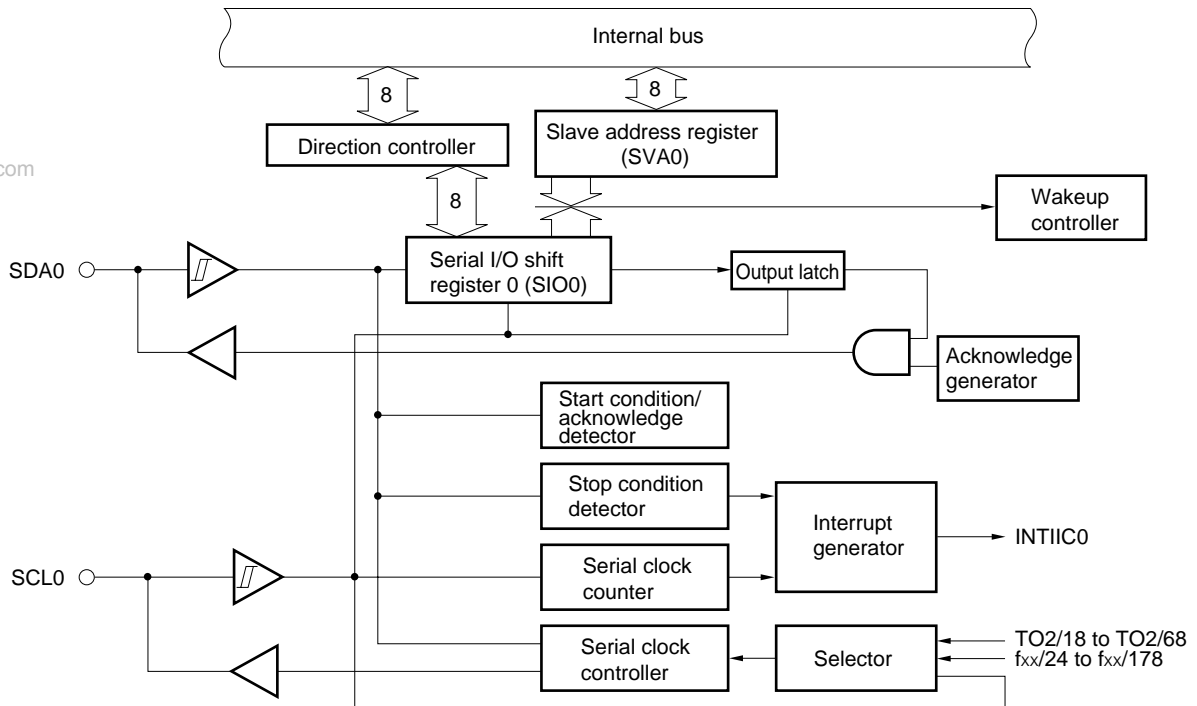 Internal bus
8
8
Direction controller
Slave address register
(SVA0)
com
8
Wakeup
controller
SDA0
Serial I/O shift
register 0 (SIO0)
Output latch
Acknowledge
generator
Start condition/
acknowledge
detector
Stop condition
detector
Interrupt
generator
INTIIC0
SCL0
Serial clock
counter
TO2/18 to TO2/68
fxx/24 to fxx/178
Serial clock
controller
Selector